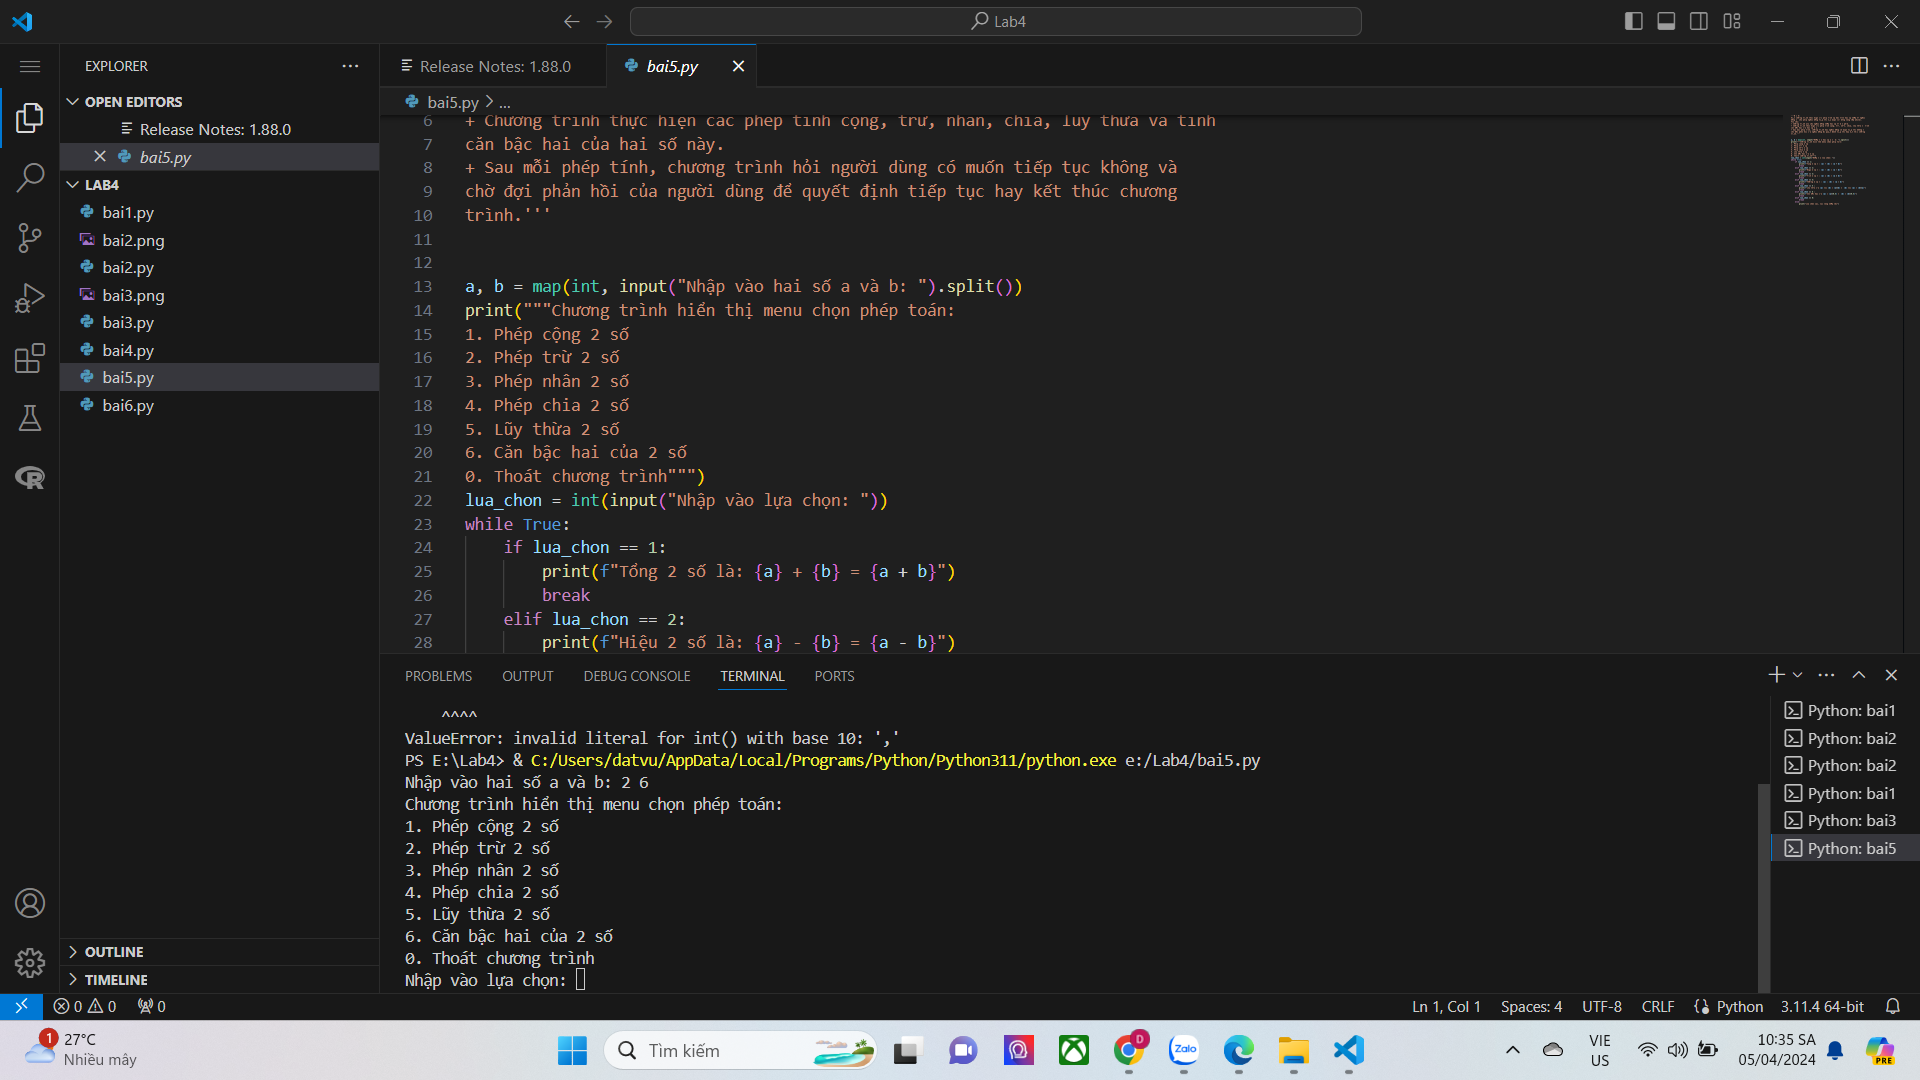 Lab4
EXPLORER
Release Notes: 1.88.0
bai5.py
OPEN EDITORS
Release Notes: 1.88.0
bai5.py
LAB4
bai1.py
bai2.png
bai2.py
bai3.png
bai3.py
bai4.py
bai5.py
bai6.py
OUTLINE
TIMELINE
bai5.py > ...
6 + Chương trình thực hiện các phép tính cộng, trừ, nhân, chia, lũy thừa và tính
7 căn bậc hai của hai số này.
8 + Sau mỗi phép tính, chương trình hỏi người dùng có muốn tiếp tục không và
9 chờ đợi phản hồi của người dùng để quyết định tiếp tục hay kết thúc chương
10 trình.'''
11
12
13 a, b = map(int, input("Nhập vào hai số a và b: ").split())
14 print("""Chương trình hiển thị menu chọn phép toán:
15 1. Phép cộng 2 số
16 2. Phép trừ 2 số
17 3. Phép nhân 2 số
18 4. Phép chia 2 số
19 5. Lũy thừa 2 số
20 6. Căn bậc hai của 2 số
21 0. Thoát chương trình""")
22 lua_chon = int(input("Nhập vào lựa chọn: "))
23 while True:
24 if lua_chon == 1:
25 print(f"Tổng 2 số là: {a} + {b} = {a + b}")
26 break
27 elif lua_chon == 2:
28 print(f"Hiệu 2 số là: {a} - {b} = {a - b}")
PROBLEMS OUTPUT DEBUG CONSOLE TERMINAL PORTS
^^^^
ValueError: invalid literal for int() with base 10: ','
PS E:\Lab4> & C:/Users/datvu/AppData/Local/Programs/Python/Python311/python.exe e:/Lab4/bai5.py
Nhập vào hai số a và b: 2 6
Chương trình hiển thị menu chọn phép toán:
1. Phép cộng 2 số
2. Phép trừ 2 số
3. Phép nhân 2 số
4. Phép chia 2 số
5. Lũy thừa 2 số
6. Căn bậc hai của 2 số
0. Thoát chương trình
Nhập vào lựa chọn:
Python: bai1
Python: bai2
Python: bai2
Python: bai1
Python: bai3
Python: bai5
0 0 0
Ln 1, Col 1 Spaces: 4 UTF-8 CRLF Python 3.11.4 64-bit
1
27°C
Nhiều mây
Tìm kiếm
D
Zalo
VIE
US
10:35 SA
05/04/2024
PRE